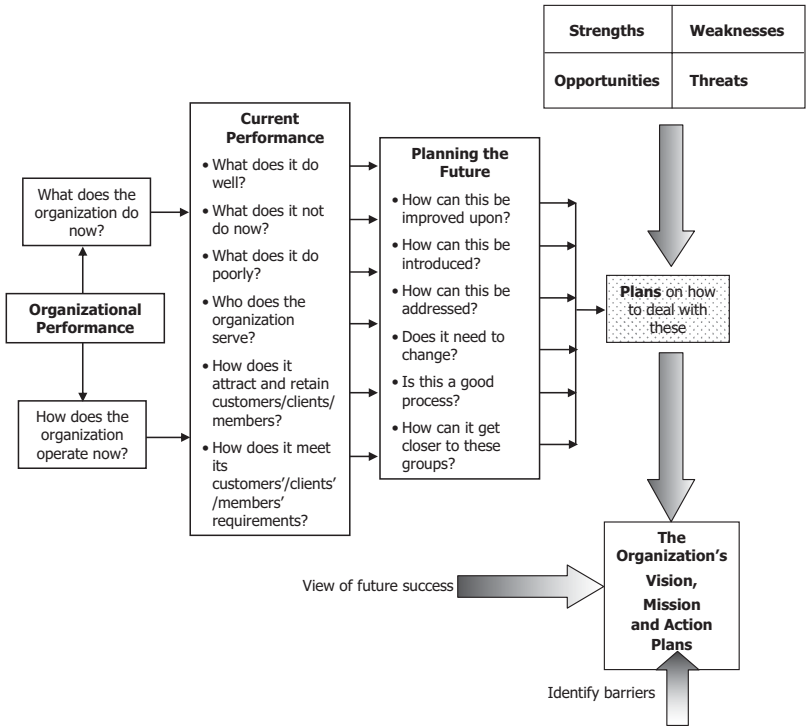 Strengths
Weaknesses
Opportunities
Threats
What does the
organization do
now?
Organizational
Performance
How does the
organization
operate now?
Current
Performance
• What does it do
well?
• What does it not
do now?
• What does it do
poorly?
• Who does the
organization
serve?
• How does it
attract and retain
customers/clients/
members?
• How does it meet
its
customers'/clients'
/members'
requirements?
Planning the
Future
• How can this be
improved upon?
• How can this be
introduced?
• How can this be
addressed?
• Does it need to
change?
• Is this a good
process?
• How can it get
closer to these
groups?
Plans on how
to deal with
these
View of future success
The
Organization's
Vision,
Mission
and Action
Plans
Identify barriers